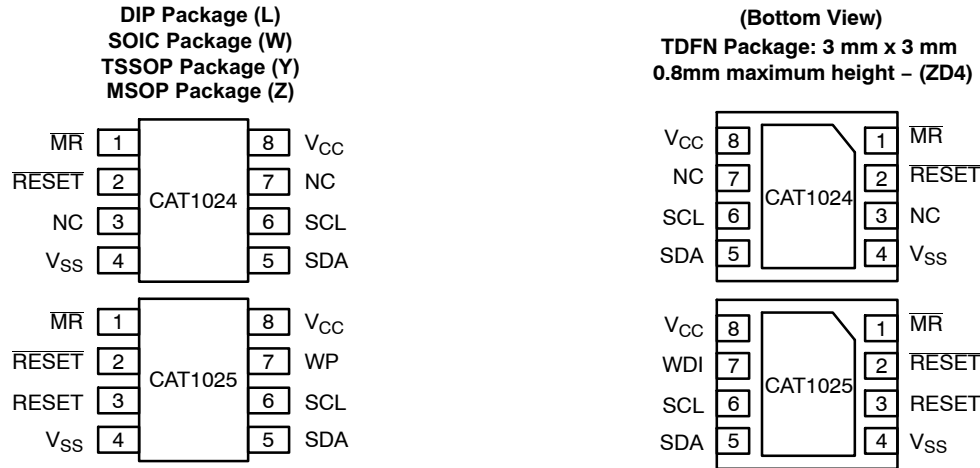 DIP Package (L)
SOIC Package (W)
TSSOP Package (Y)
MSOP Package (Z)
MR 1 8 VCC
RESET 2 7 NC
CAT1024
NC 3 6 SCL
VSS 4 5 SDA
MR 1 8 VCC
RESET 2 7 WP
CAT1025
RESET 3 6 SCL
VSS 4 5 SDA
(Bottom View)
TDFN Package: 3 mm x 3 mm
0.8mm maximum height – (ZD4)
VCC 8 1 MR
NC 7 2 RESET
CAT1024
SCL 6 3 NC
SDA 5 4 VSS
VCC 8 1 MR
WDI 7 2 RESET
CAT1025
SCL 6 3 RESET
SDA 5 4 VSS